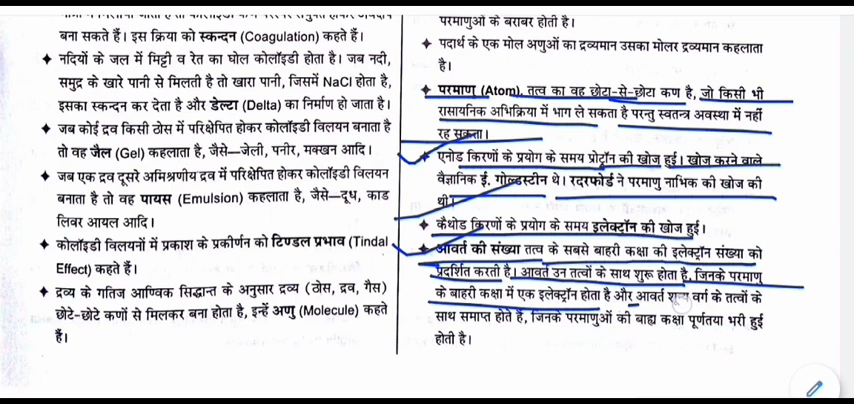 बना सकते हैं। इस क्रिया को स्कन्दन (Coagulation) कहते हैं।
नदियों के जल में मिट्टी व रेत का घोल कोलॉइडी होता है। जब नदी,
समुद्र के खारे पानी से मिलती है तो खारा पानी, जिसमें NaCl होता है,
इसका स्कन्दन कर देता है और डेल्टा (Delta) का निर्माण हो जाता है।
जब कोई द्रव किसी ठोस में परिक्षेपित होकर कोलॉइडी विलयन बनाता है
तो वह जैल (Gel) कहलाता है, जैसे—जेली, पनीर, मक्खन आदि।
जब एक द्रव दूसरे अमिश्रणीय द्रव में परिक्षेपित होकर कोलॉइडी विलयन
बनाता है तो वह पायस (Emulsion) कहलाता है, जैसे—दूध, काड
लिवर आयल आदि।
कोलॉइडी विलयनों में प्रकाश के प्रकीर्णन को टिण्डल प्रभाव (Tindal
Effect) कहते हैं।
द्रव्य के गतिज आण्विक सिद्धान्त के अनुसार द्रव्य (ठोस, द्रव, गैस)
छोटे-छोटे कणों से मिलकर बना होता है, इन्हें अणु (Molecule) कहते
हैं।
परमाणुओं के बराबर होती है।
पदार्थ के एक मोल अणुओं का द्रव्यमान उसका मोलर द्रव्यमान कहलाता
है।
परमाणु (Atom), तत्व का वह छोटा-से-छोटा कण है, जो किसी भी
रासायनिक अभिक्रिया में भाग ले सकता है परन्तु स्वतन्त्र अवस्था में नहीं
रह सकता।
एनोड किरणों के प्रयोग के समय प्रोट्रॉन की खोज हुई। खोज करने वाले
वैज्ञानिक ई. गोल्डस्टीन थे। रदरफोर्ड ने परमाणु नाभिक की खोज की
थी।
कैथोड किरणों के प्रयोग के समय इलेक्ट्रॉन की खोज हुई।
आवर्त की संख्या तत्व के सबसे बाहरी कक्षा की इलेक्ट्रॉन संख्या को
प्रदर्शित करती है। आवर्त उन तत्वों के साथ शुरू होता है, जिनके परमाणु
के बाहरी कक्षा में एक इलेक्ट्रॉन होता है और आवर्त शून्य वर्ग के तत्वों के
साथ समाप्त होते हैं, जिनके परमाणुओं की बाह्य कक्षा पूर्णतया भरी हुई
होती है।